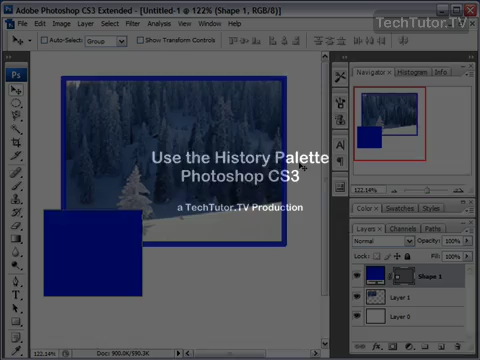 Adobe Photoshop CS3 Extended - [Untitled-1 @ 122% (Shape 1, RGB/8)]
TechTutor.TV
File Edit Image Layer Select Filter Analysis View Window Help
Auto-Select: Group Show Transform Controls
Ps
Navigator Histogram Info
Use the History Palette
Photoshop CS3
a TechTutor.TV Production
122.14%
Color Swatches Styles
Layers Channels Paths
Normal Opacity: 100%
Lock: Fill: 100%
Shape 1
Layer 1
Layer 0
122.14% Doc: 900.0K/590.3K